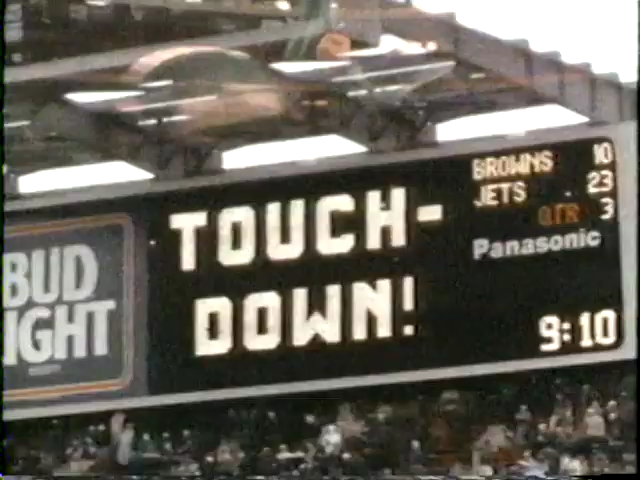 BROWNS 10
JETS 23
QTR 3
TOUCH-
Panasonic
DOWN!
BUD
IGHT
9:10